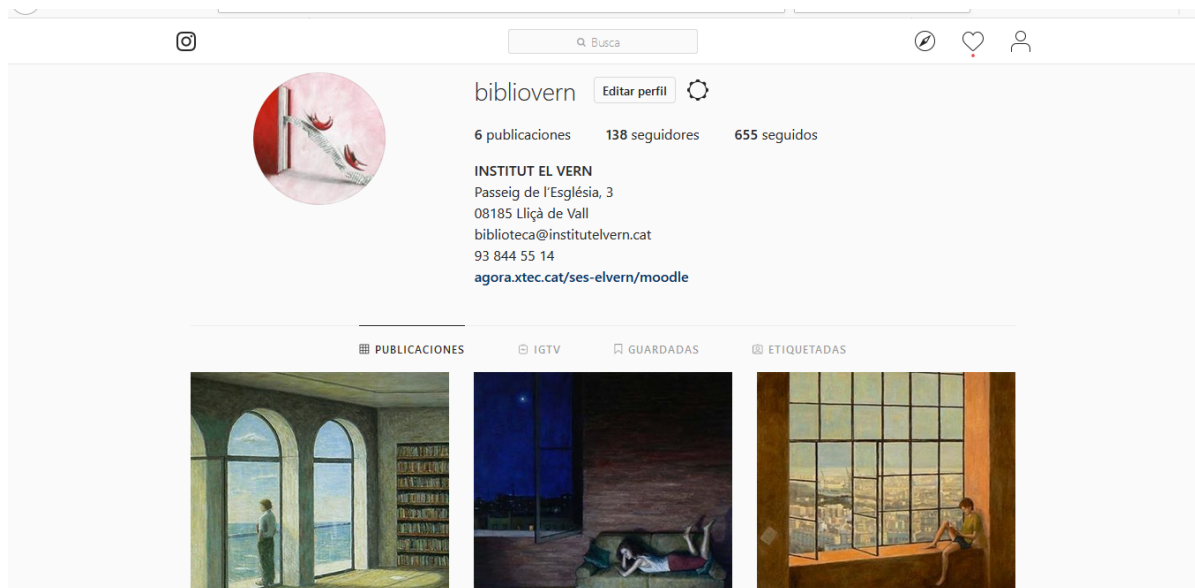 Busca
bibliovern Editar perfil
6 publicaciones 138 seguidores 655 seguidos
INSTITUT EL VERN
Passeig de l'Església, 3
08185 Lliçà de Vall
biblioteca@institutelvern.cat
93 844 55 14
agora.xtec.cat/ses-elvern/moodle
PUBLICACIONES IGTV GUARDADAS ETIQUETADAS